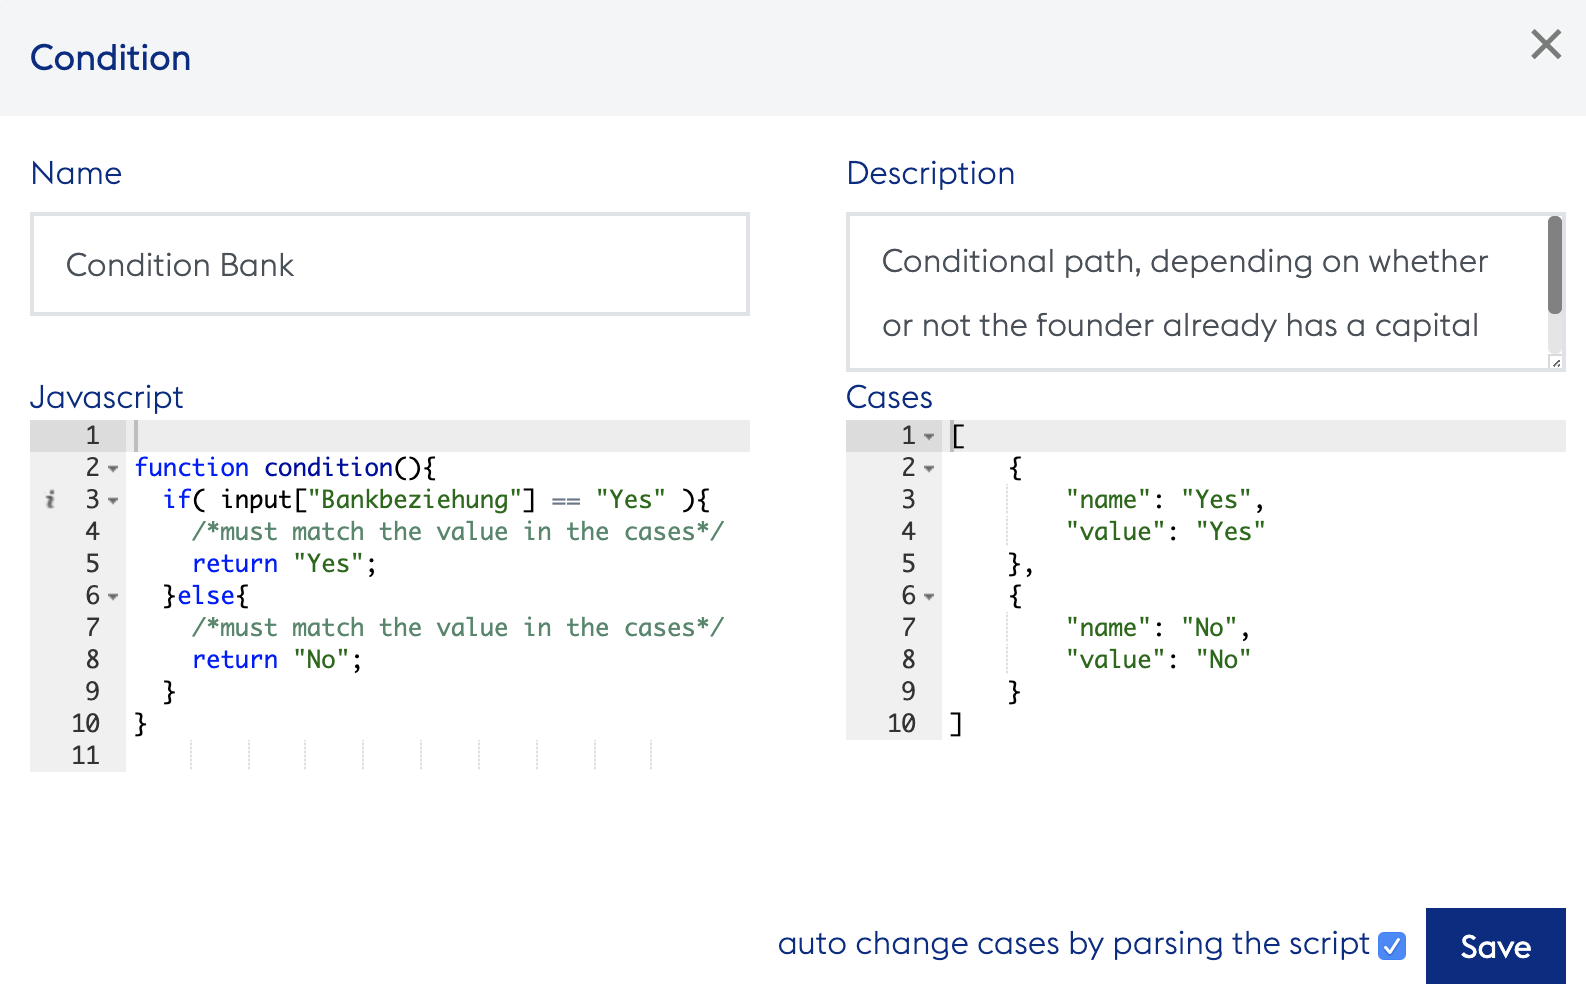 Condition
Name
Condition Bank
Description
Conditional path, depending on whether
or not the founder already has a capital
Javascript
1
2 function condition(){
i 3 if( input["Bankbeziehung"] == "Yes" ){
4 /*must match the value in the cases*/
5 return "Yes";
6 }else{
7 /*must match the value in the cases*/
8 return "No";
9 }
10 }
11
Cases
1 [
2 {
3 "name": "Yes",
4 "value": "Yes"
5 },
6 {
7 "name": "No",
8 "value": "No"
9 }
10 ]
auto change cases by parsing the script
Save